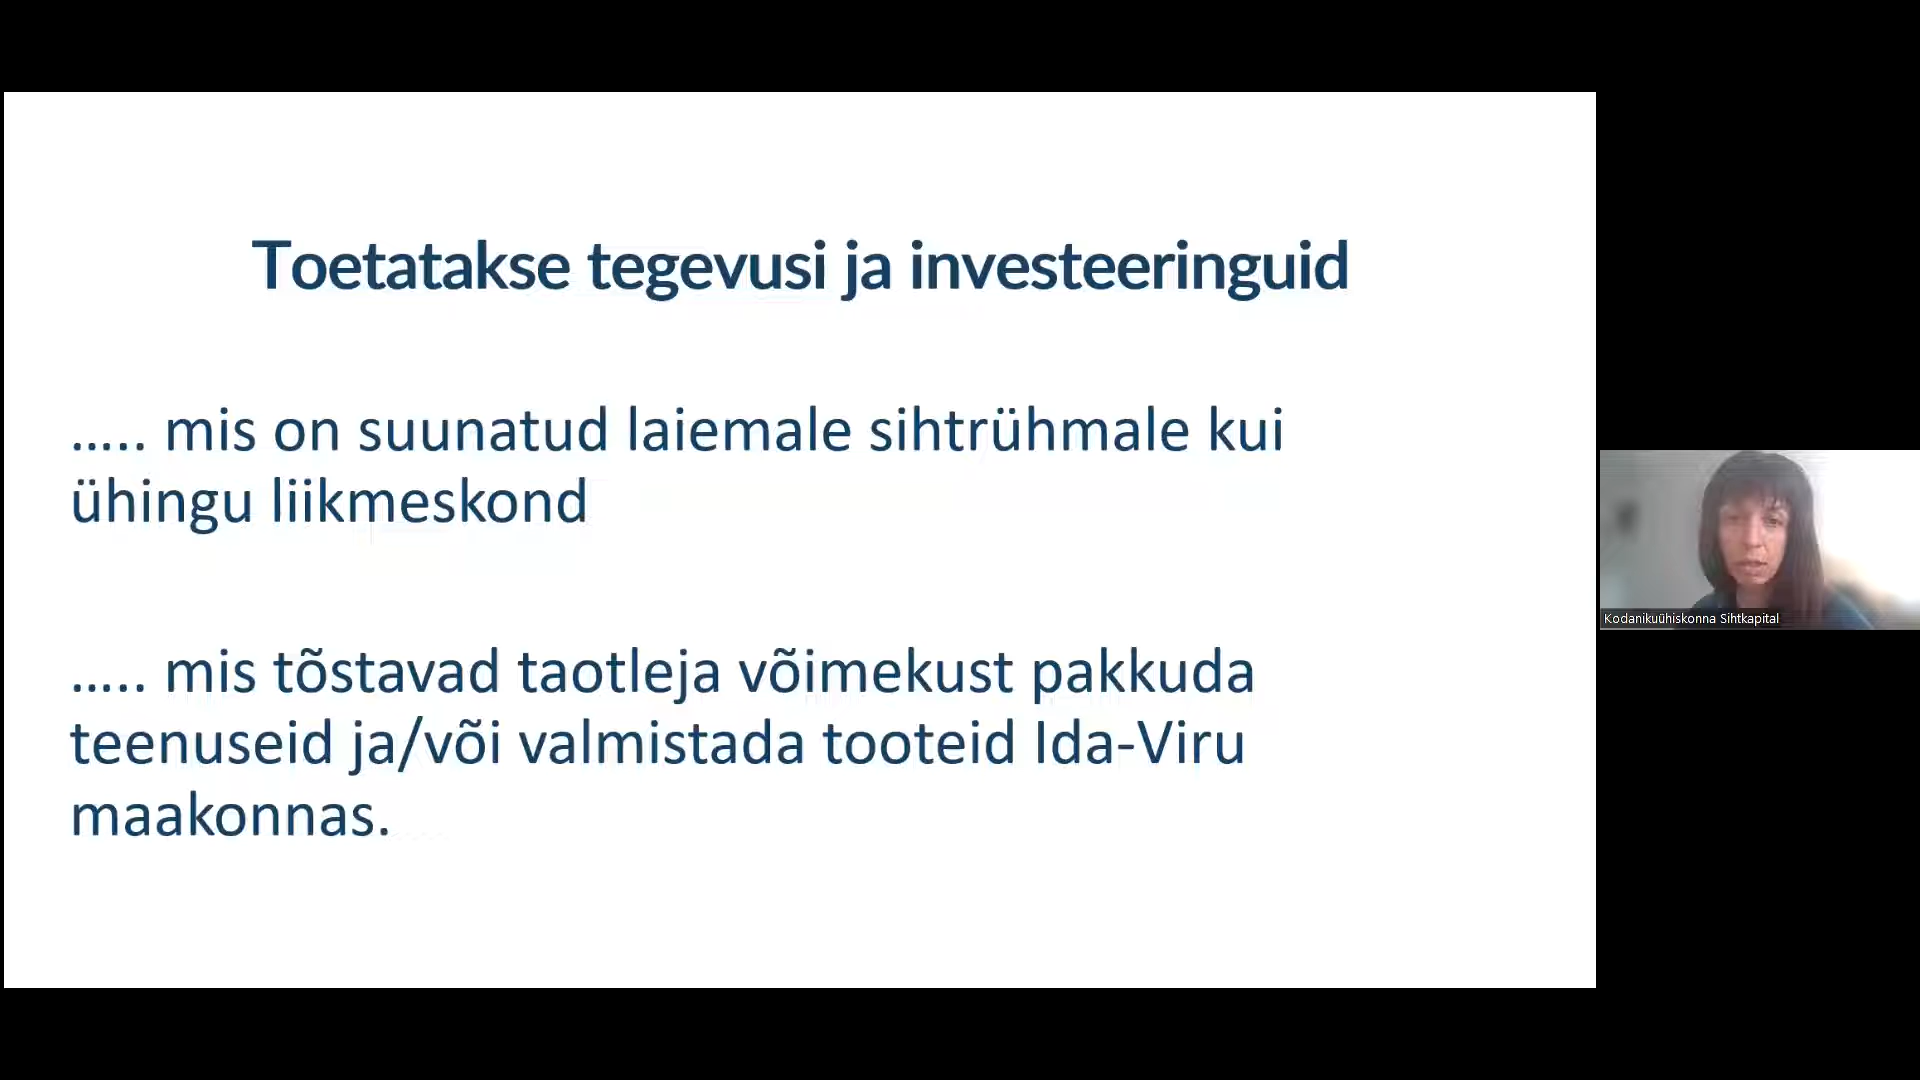 Toetatakse tegevusi ja investeeringuid
..... mis on suunatud laiemale sihtrühmale kui
ühingu liikmeskond
..... mis tõstavad taotleja võimekust pakkuda
teenuseid ja/või valmistada tooteid Ida-Viru
maakonnas.
Kodanikuühiskonna Sihtkapital